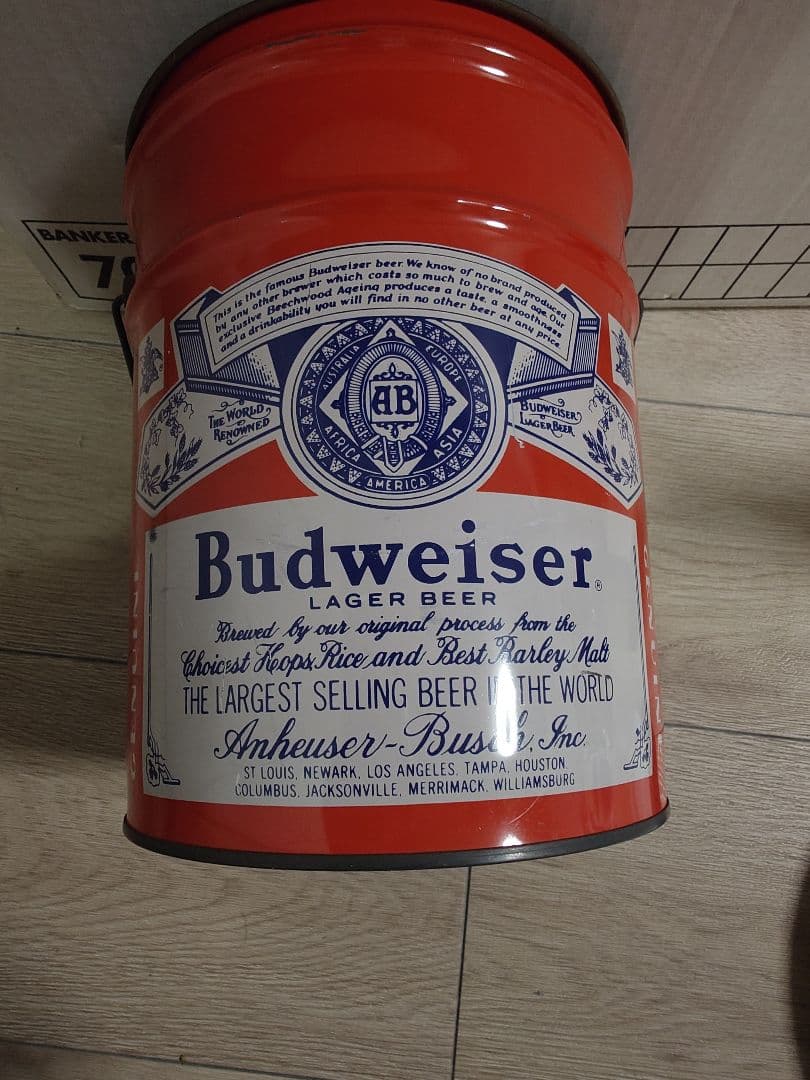 BANKER
This is the famous Budweiser beer. We know of no brand produced
by any other brewer which costs so much to brew and age. Our
exclusive Beechwood Ageing produces a taste, a smoothness
and a drinkability you will find in no other beer at any price.
AUSTRALIA
EUROPE
AFRICA
ASIA
AMERICA
AB
THE WORLD
RENOWNED
BUDWEISER
LAGER BEER
Budweiser®
LAGER BEER
Brewed by our original process from the
Choicest Hops, Rice and Best Barley Malt
THE LARGEST SELLING BEER IN THE WORLD
Anheuser-Busch, Inc.
ST LOUIS, NEWARK, LOS ANGELES, TAMPA, HOUSTON,
COLUMBUS, JACKSONVILLE, MERRIMACK, WILLIAMSBURG
GENUINE
GENUINE